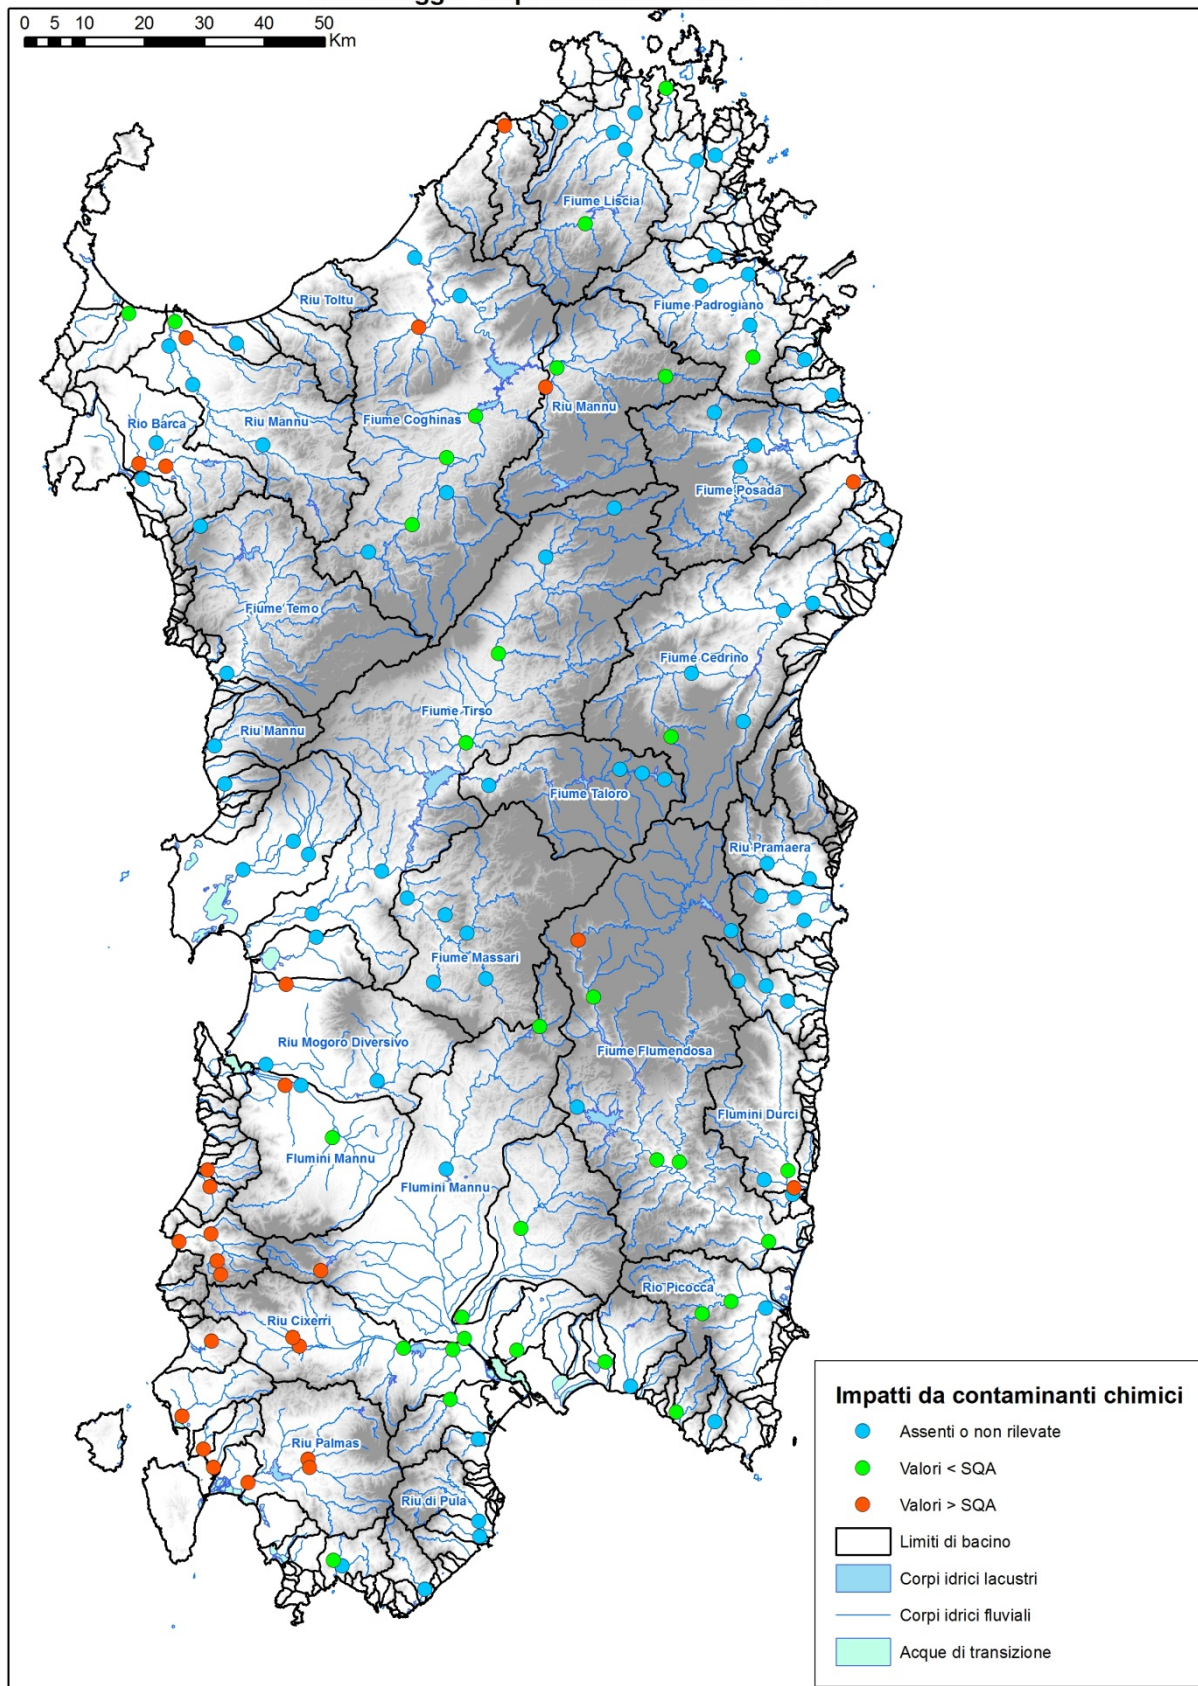 0 5 10 20 30 40 50
Km
Fiume Liscia
Riu Toltu
Fiume Padrogiano
Riu Mannu
Fiume Coghinas
Rio Barca
Riu Mannu
Fiume Posada
Fiume Temo
Fiume Cedrino
Fiume Tirso
Riu Mannu
Fiume Taloro
Riu Pramaera
Fiume Massari
Riu Mogoro Diversivo
Fiume Flumendosa
Flumini Durci
Flumini Mannu
Flumini Mannu
Rio Picocca
Riu Cixerri
Riu Palmas
Riu di Pula
Impatti da contaminanti chimici
Assenti o non rilevate
Valori < SQA
Valori > SQA
Limiti di bacino
Corpi idrici lacustri
Corpi idrici fluviali
Acque di transizione